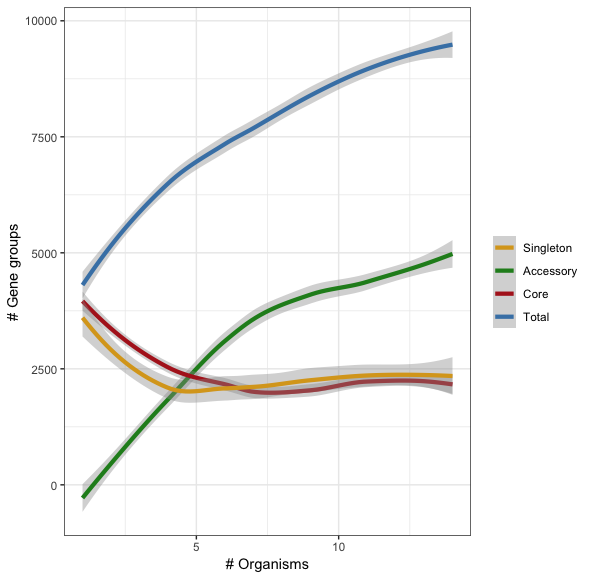 10000
7500
5000
2500
0
# Gene groups
5
10
# Organisms
Singleton
Accessory
Core
Total